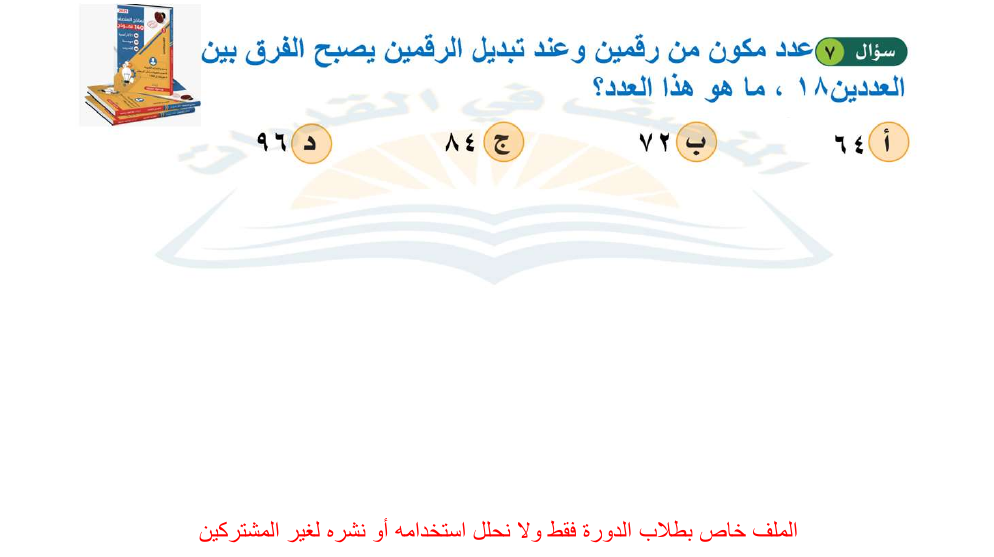 سؤال ٧ عدد مكون من رقمين وعند تبديل الرقمين يصبح الفرق بين
العددين١٨ ، ما هو هذا العدد؟
أ ٦٤ ب ٧٢ ج ٨٤ د ٩٦
الملف خاص بطلاب الدورة فقط ولا نحلل استخدامه أو نشره لغير المشتركين